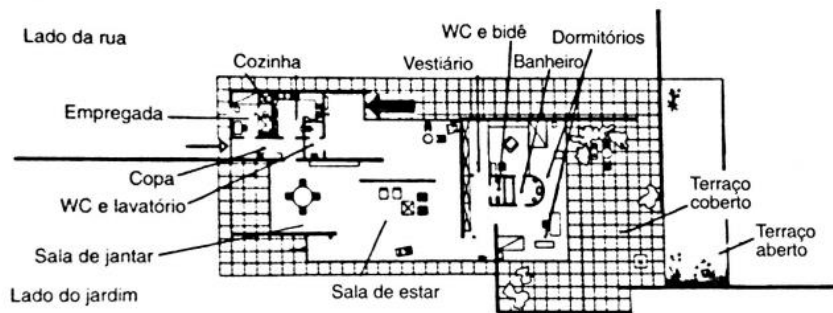 Lado da rua
Cozinha
Vestiário
WC e bidê
Dormitórios
Banheiro
Empregada
Copa
WC e lavatório
Sala de jantar
Lado do jardim
Sala de estar
Terraço
coberto
Terraço
aberto